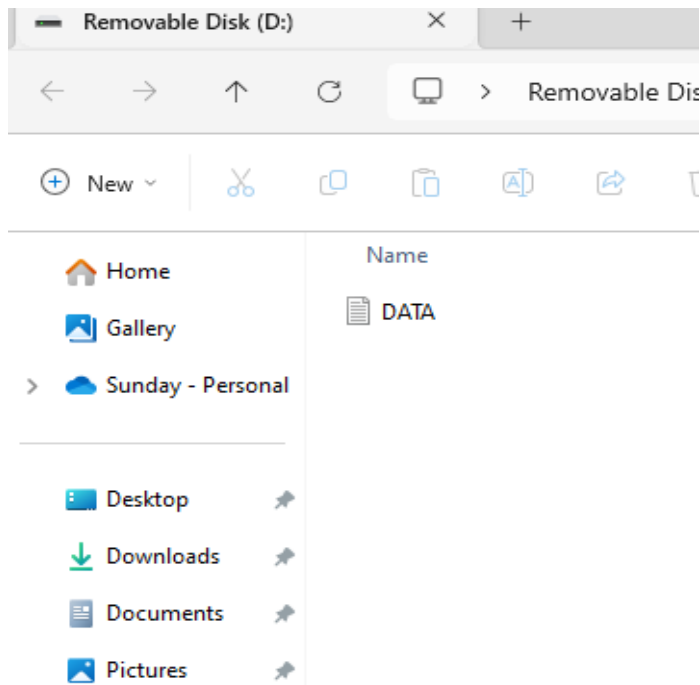 Removable Disk (D:)
Removable Dis
New
Name
Home
DATA
Gallery
Sunday - Personal
Desktop
Downloads
Documents
Pictures